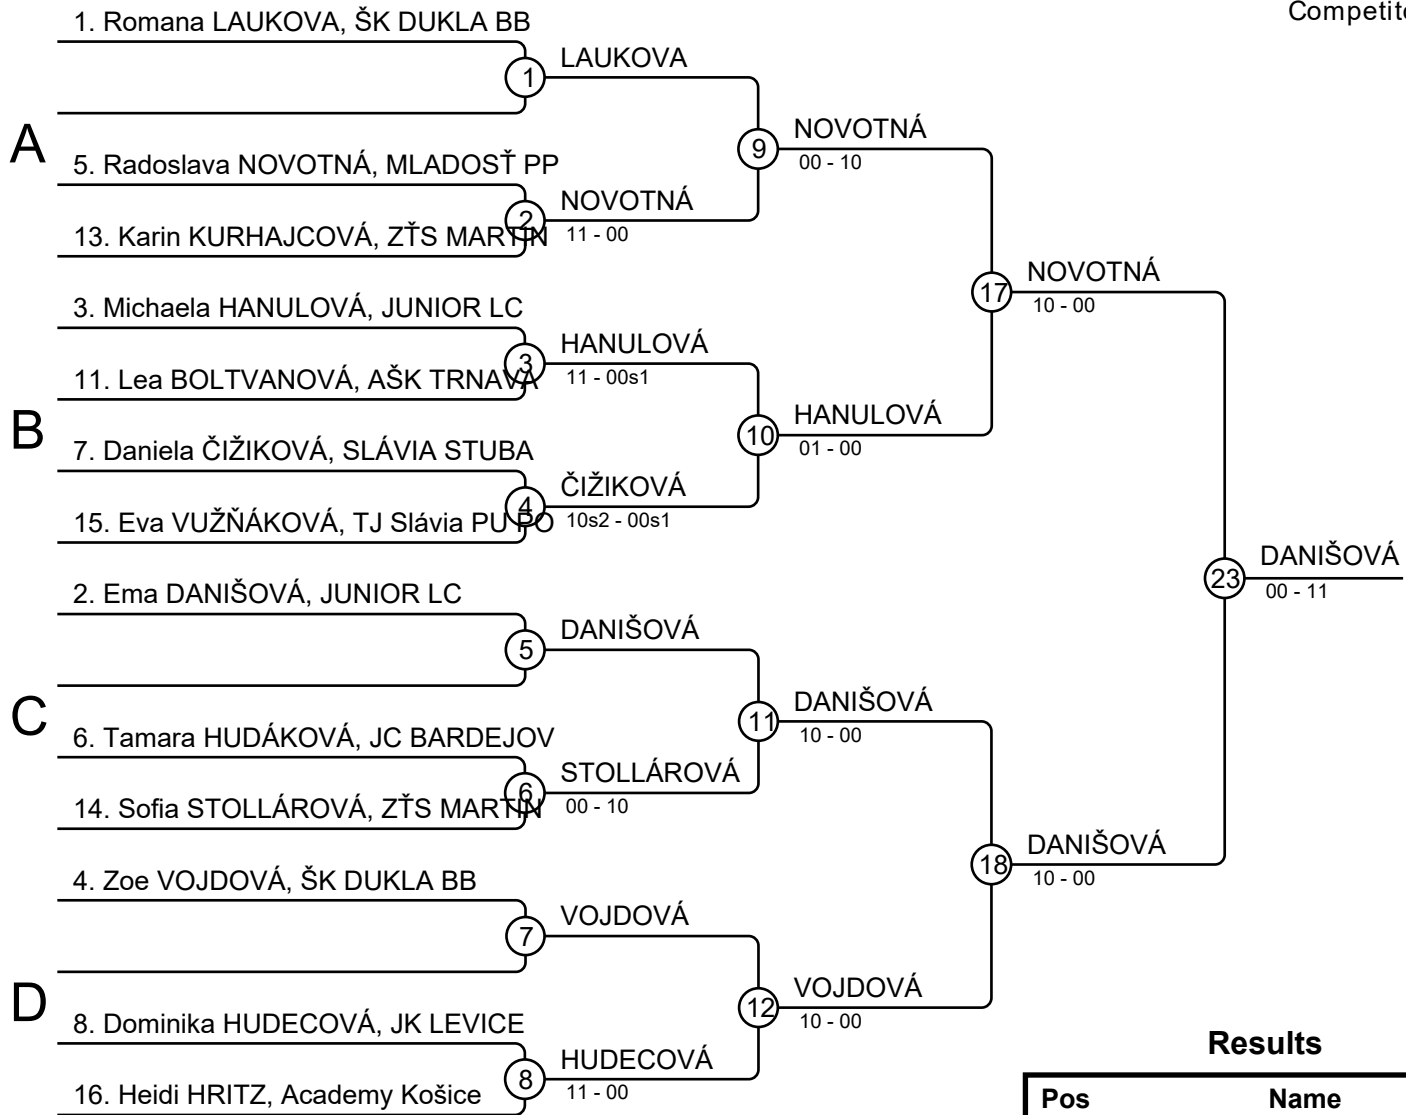 Competit
1. Romana LAUKOVA, ŠK DUKLA BB
1
LAUKOVA
A
5. Radoslava NOVOTNÁ, MLADOSŤ PP
13. Karin KURHAJCOVÁ, ZŤS MARTIN
2
NOVOTNÁ
11 - 00
9
NOVOTNÁ
00 - 10
3. Michaela HANULOVÁ, JUNIOR LC
11. Lea BOLTVANOVÁ, AŠK TRNAVA
3
HANULOVÁ
11 - 00s1
B
7. Daniela ČIŽIKOVÁ, SLÁVIA STUBA
15. Eva VUŽŇÁKOVÁ, TJ Slávia PU PO
4
ČIŽIKOVÁ
10s2 - 00s1
10
HANULOVÁ
01 - 00
17
NOVOTNÁ
10 - 00
2. Ema DANIŠOVÁ, JUNIOR LC
5
DANIŠOVÁ
C
6. Tamara HUDÁKOVÁ, JC BARDEJOV
14. Sofia STOLLÁROVÁ, ZŤS MARTIN
6
STOLLÁROVÁ
00 - 10
11
DANIŠOVÁ
10 - 00
4. Zoe VOJDOVÁ, ŠK DUKLA BB
7
VOJDOVÁ
D
8. Dominika HUDECOVÁ, JK LEVICE
16. Heidi HRITZ, Academy Košice
8
HUDECOVÁ
11 - 00
12
VOJDOVÁ
10 - 00
18
DANIŠOVÁ
10 - 00
23
DANIŠOVÁ
00 - 11
Results
Pos Name